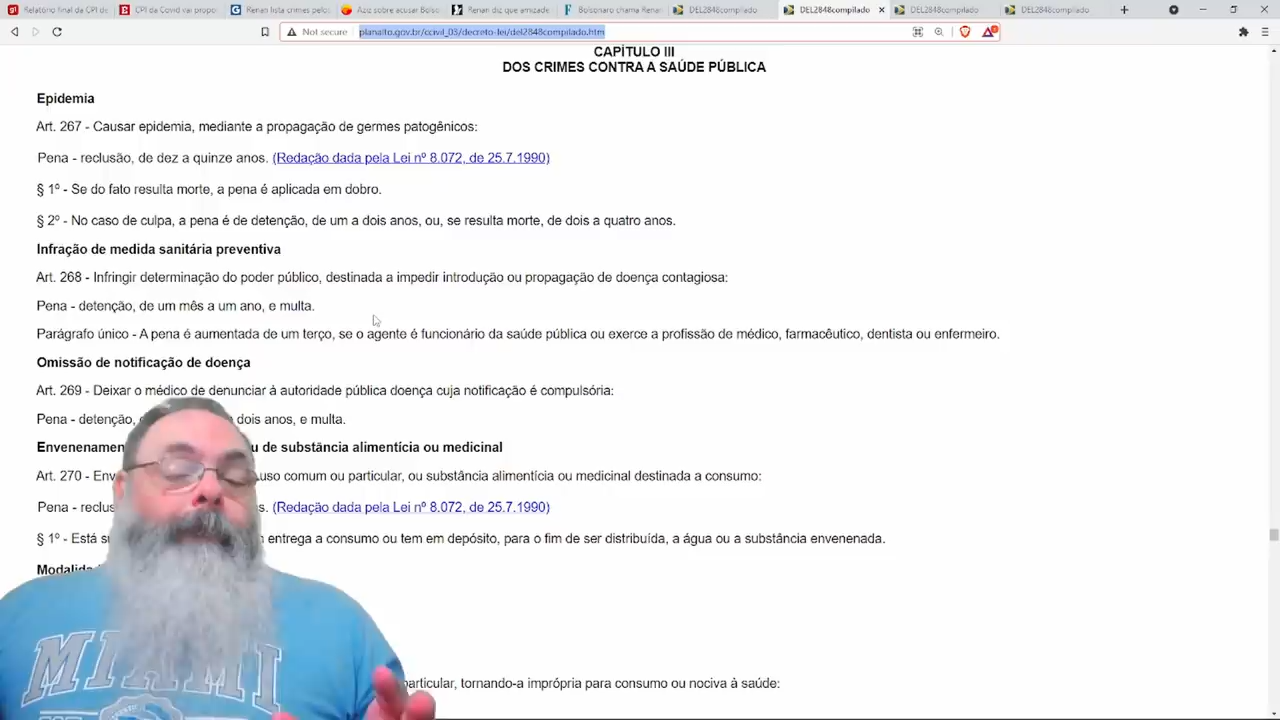 Relatório final da CPI de
CPI da Covid vai propo
Renan lista crimes pelos
Aziz sobre acusar Bolso
Renan diz que amizade
Bolsonaro chama Renan
DEL2848compilado
DEL2848compilado
DEL2848compilado
DEL2848compilado
Not secure planalto.gov.br/ccivil_03/decreto-lei/del2848compilado.htm
CAPÍTULO III
DOS CRIMES CONTRA A SAÚDE PÚBLICA
Epidemia
Art. 267 - Causar epidemia, mediante a propagação de germes patogênicos:
Pena - reclusão, de dez a quinze anos. (Redação dada pela Lei nº 8.072, de 25.7.1990)
§ 1º - Se do fato resulta morte, a pena é aplicada em dobro.
§ 2º - No caso de culpa, a pena é de detenção, de um a dois anos, ou, se resulta morte, de dois a quatro anos.
Infração de medida sanitária preventiva
Art. 268 - Infringir determinação do poder público, destinada a impedir introdução ou propagação de doença contagiosa:
Pena - detenção, de um mês a um ano, e multa.
Parágrafo único - A pena é aumentada de um terço, se o agente é funcionário da saúde pública ou exerce a profissão de médico, farmacêutico, dentista ou enfermeiro.
Omissão de notificação de doença
Art. 269 - Deixar o médico de denunciar à autoridade pública doença cuja notificação é compulsória:
Pena - detenção, dois anos, e multa.
Envenenamen u de substância alimentícia ou medicinal
Art. 270 - Env uso comum ou particular, ou substância alimentícia ou medicinal destinada a consumo:
Pena - reclus s. (Redação dada pela Lei nº 8.072, de 25.7.1990)
§ 1º - Está su entrega a consumo ou tem em depósito, para o fim de ser distribuída, a água ou a substância envenenada.
Modalida
particular, tornando-a imprópria para consumo ou nociva à saúde:
MIAMI